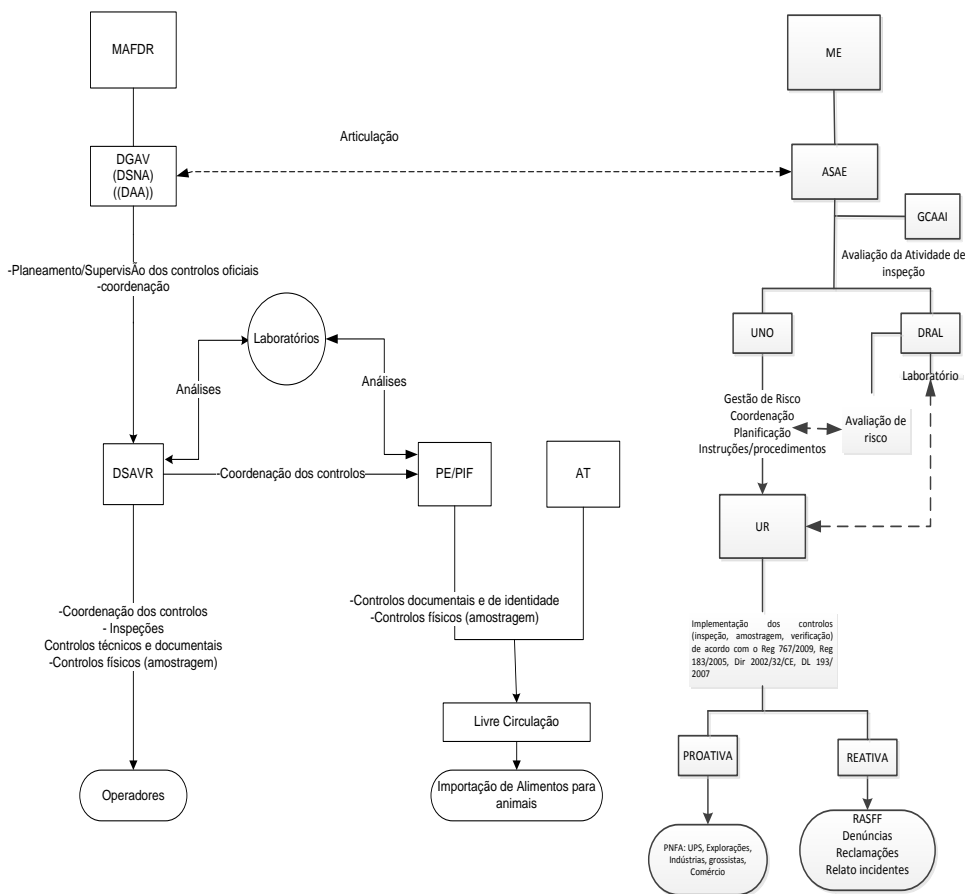 MAFDR
ME
Articulação
DGAV
(DSNA)
((DAA))
ASAE
GCAAI
Avaliação da Atividade de
inspeção
-Planeamento/SupervisÃo dos controlos oficiais
-coordenação
Laboratórios
UNO
DRAL
Análises
Análises
Laboratório
Gestão de Risco
Coordenação
Planificação
Instruções/procedimentos
Avaliação de
risco
DSAVR
-Coordenação dos controlos
PE/PIF
AT
UR
-Coordenação dos controlos
- Inspeções
Controlos técnicos e documentais
-Controlos físicos (amostragem)
-Controlos documentais e de identidade
-Controlos físicos (amostragem)
Implementação dos controlos
(inspeção, amostragem, verificação)
de acordo com o Reg 767/2009, Reg
183/2005, Dir 2002/32/CE, DL 193/
2007
Livre Circulação
PROATIVA
REATIVA
Operadores
Importação de Alimentos para
animais
PNFA: UPS, Explorações,
Indústrias, grossistas,
Comércio
RASFF
Denúncias
Reclamações
Relato incidentes